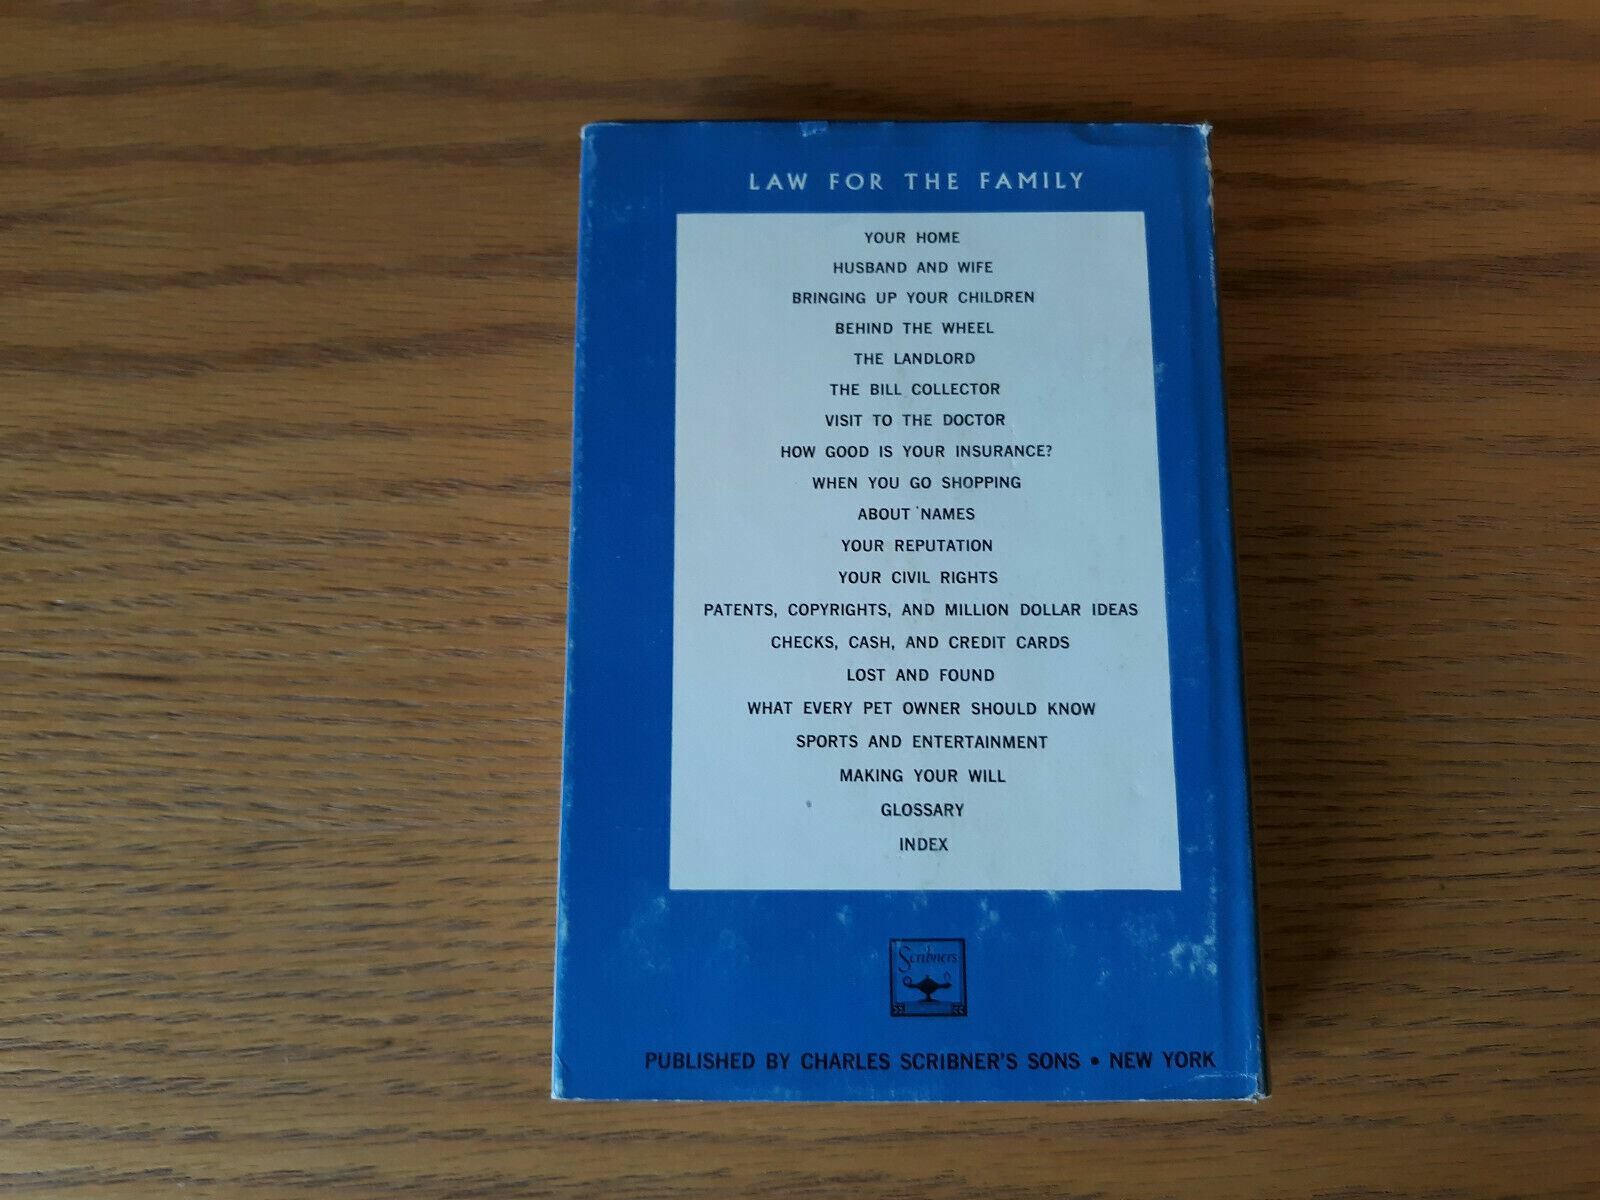 LAW FOR THE FAMILY
YOUR HOME
HUSBAND AND WIFE
BRINGING UP YOUR CHILDREN
BEHIND THE WHEEL
THE LANDLORD
THE BILL COLLECTOR
VISIT TO THE DOCTOR
HOW GOOD IS YOUR INSURANCE?
WHEN YOU GO SHOPPING
ABOUT NAMES
YOUR REPUTATION
YOUR CIVIL RIGHTS
PATENTS, COPYRIGHTS, AND MILLION DOLLAR IDEAS
CHECKS, CASH, AND CREDIT CARDS
LOST AND FOUND
WHAT EVERY PET OWNER SHOULD KNOW
SPORTS AND ENTERTAINMENT
MAKING YOUR WILL
GLOSSARY
INDEX
Scribners
PUBLISHED BY CHARLES SCRIBNER'S SONS • NEW YORK